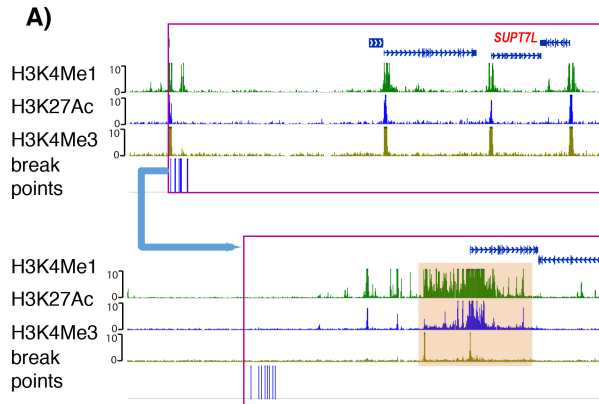 A)
SUPT7L
H3K4Me1
10
0
H3K27Ac
10
0
H3K4Me3
10
0
break
points
H3K4Me1
10
0
H3K27Ac
10
0
H3K4Me3
10
0
break
points